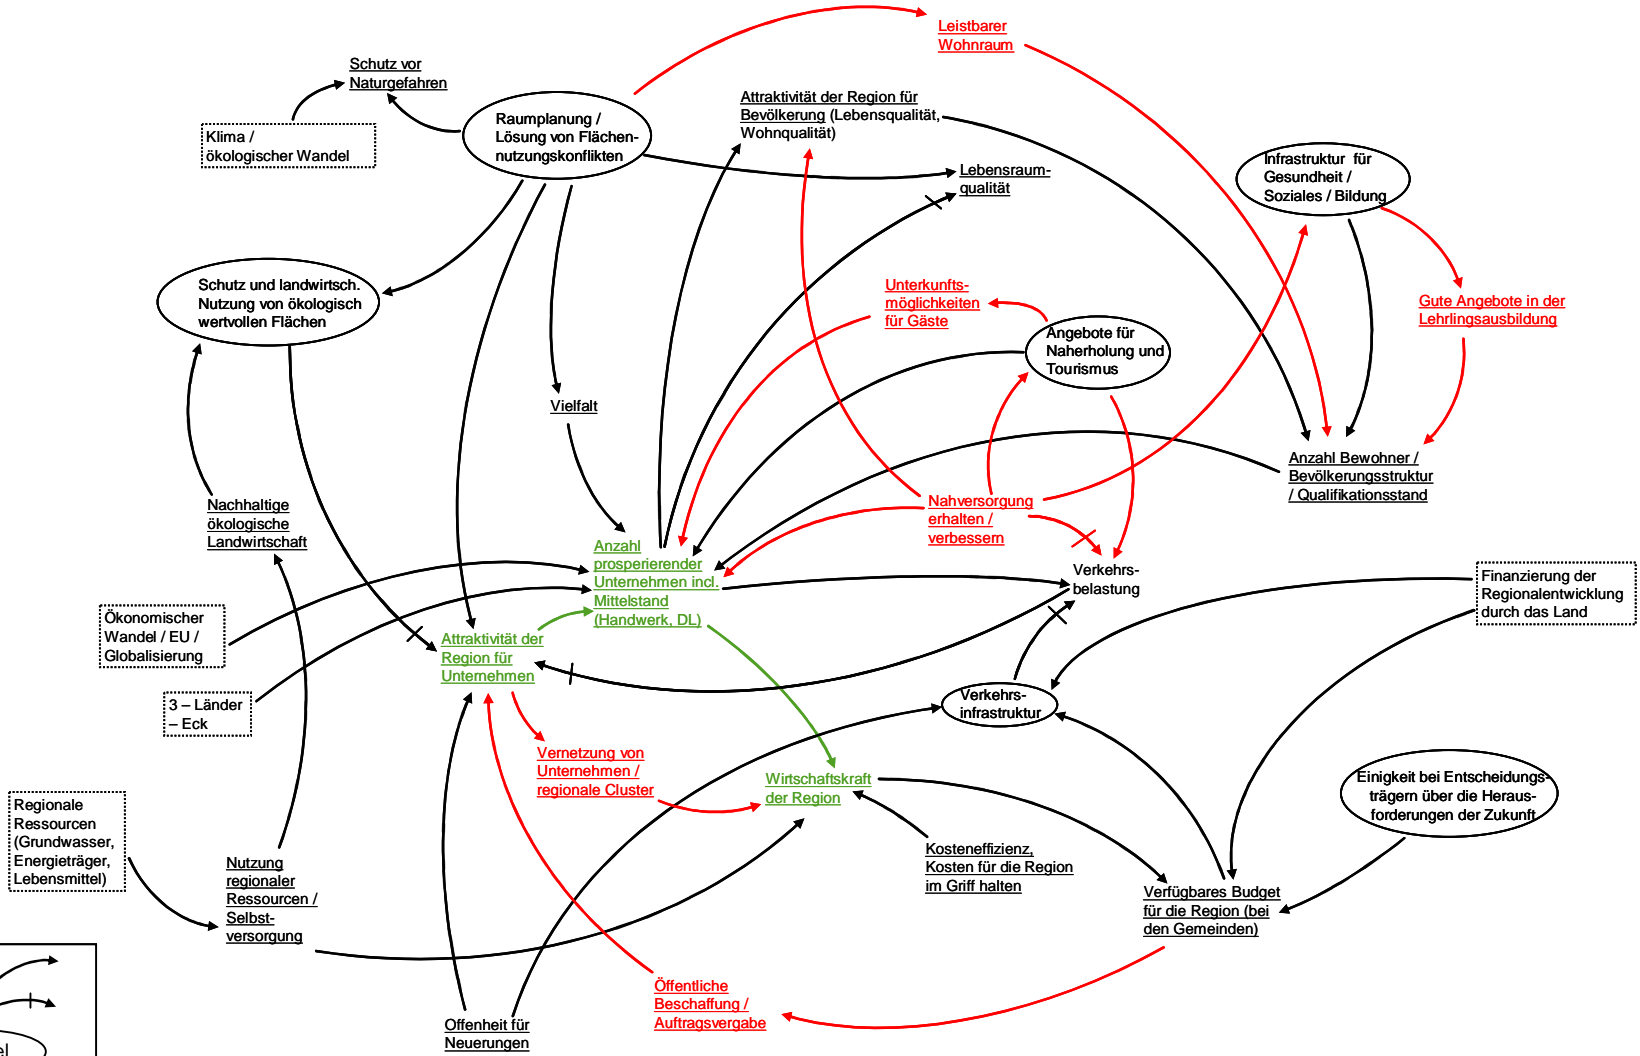 Leistbarer
Wohnraum
Schutz vor
Naturgefahren
Klima /
ökologischer Wandel
Raumplanung /
Lösung von Flächen-
nutzungskonflikten
Attraktivität der Region für
Bevölkerung (Lebensqualität,
Wohnqualität)
Lebensraum-
qualität
Infrastruktur für
Gesundheit /
Soziales / Bildung
Schutz und landwirtsch.
Nutzung von ökologisch
wertvollen Flächen
Unterkunfts-
möglichkeiten
für Gäste
Angebote für
Naherholung und
Tourismus
Gute Angebote in der
Lehrlingsausbildung
Vielfalt
Anzahl Bewohner /
Bevölkerungsstruktur
/ Qualifikationsstand
Nachhaltige
ökologische
Landwirtschaft
Nahversorgung
erhalten /
verbessern
Anzahl
prosperierender
Unternehmen incl.
Mittelstand
(Handwerk, DL)
Verkehrs-
belastung
Finanzierung der
Regionalentwicklung
durch das Land
Ökonomischer
Wandel / EU /
Globalisierung
Attraktivität der
Region für
Unternehmen
3 – Länder
– Eck
Verkehrs-
infrastruktur
Vernetzung von
Unternehmen /
regionale Cluster
Wirtschaftskraft
der Region
Einigkeit bei Entscheidungs-
trägern über die Heraus-
forderungen der Zukunft
Regionale
Ressourcen
(Grundwasser,
Energieträger,
Lebensmittel)
Nutzung
regionaler
Ressourcen /
Selbst-
versorgung
Kosteneffizienz,
Kosten für die Region
im Griff halten
Verfügbares Budget
für die Region (bei
den Gemeinden)
Öffentliche
Beschaffung /
Auftragsvergabe
Offenheit für
Neuerungen